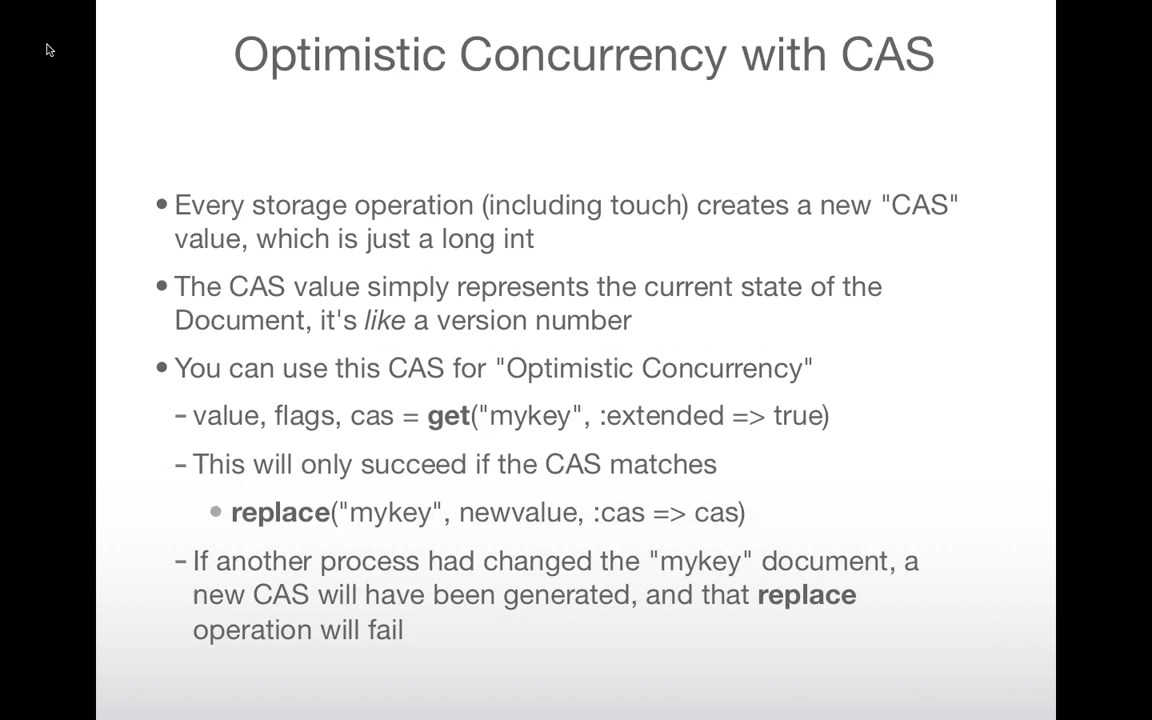 Optimistic Concurrency with CAS
• Every storage operation (including touch) creates a new "CAS"
value, which is just a long int
• The CAS value simply represents the current state of the
Document, it's like a version number
• You can use this CAS for "Optimistic Concurrency"
– value, flags, cas = get("mykey", :extended => true)
– This will only succeed if the CAS matches
• replace("mykey", newvalue, :cas => cas)
– If another process had changed the "mykey" document, a
new CAS will have been generated, and that replace
operation will fail